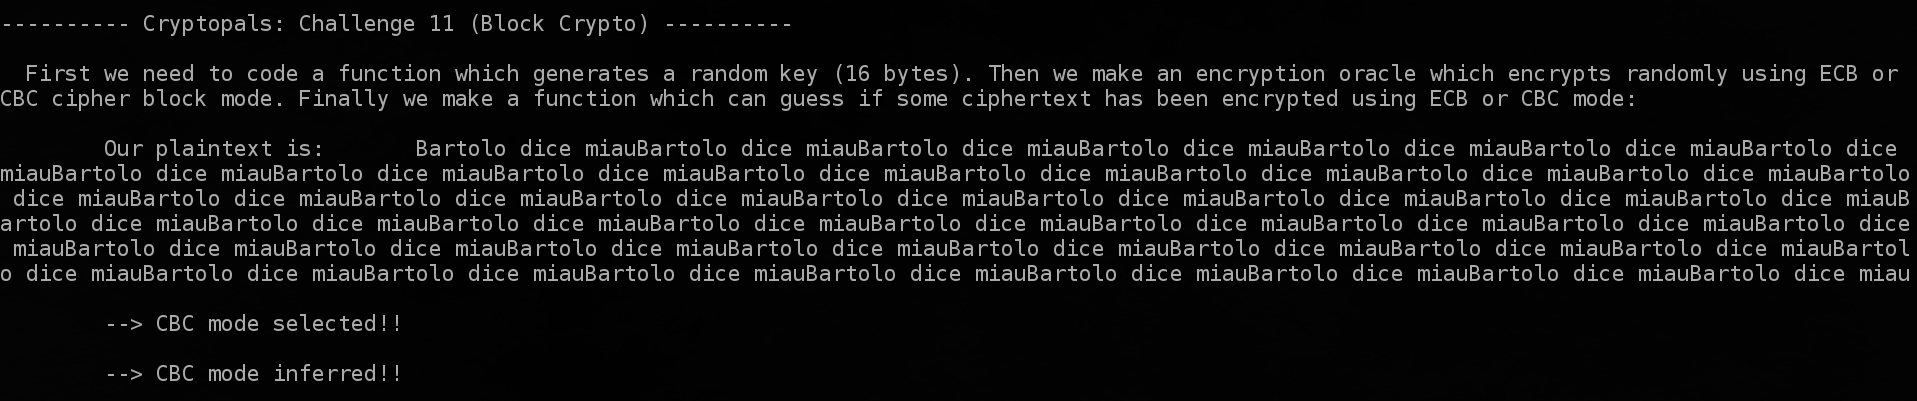 ---------- Cryptopals: Challenge 11 (Block Crypto) ----------
First we need to code a function which generates a random key (16 bytes). Then we make an encryption oracle which encrypts randomly using ECB or
CBC cipher block mode. Finally we make a function which can guess if some ciphertext has been encrypted using ECB or CBC mode:
Our plaintext is: Bartolo dice miauBartolo dice miauBartolo dice miauBartolo dice miauBartolo dice miauBartolo dice miauBartolo dice
miauBartolo dice miauBartolo dice miauBartolo dice miauBartolo dice miauBartolo dice miauBartolo dice miauBartolo dice miauBartolo dice miauBartolo
dice miauBartolo dice miauBartolo dice miauBartolo dice miauBartolo dice miauBartolo dice miauBartolo dice miauBartolo dice miauBartolo dice miauB
artolo dice miauBartolo dice miauBartolo dice miauBartolo dice miauBartolo dice miauBartolo dice miauBartolo dice miauBartolo dice miauBartolo dice
miauBartolo dice miauBartolo dice miauBartolo dice miauBartolo dice miauBartolo dice miauBartolo dice miauBartolo dice miauBartolo dice miauBartol
o dice miauBartolo dice miauBartolo dice miauBartolo dice miauBartolo dice miauBartolo dice miauBartolo dice miauBartolo dice miauBartolo dice miau
--> CBC mode selected!!
--> CBC mode inferred!!